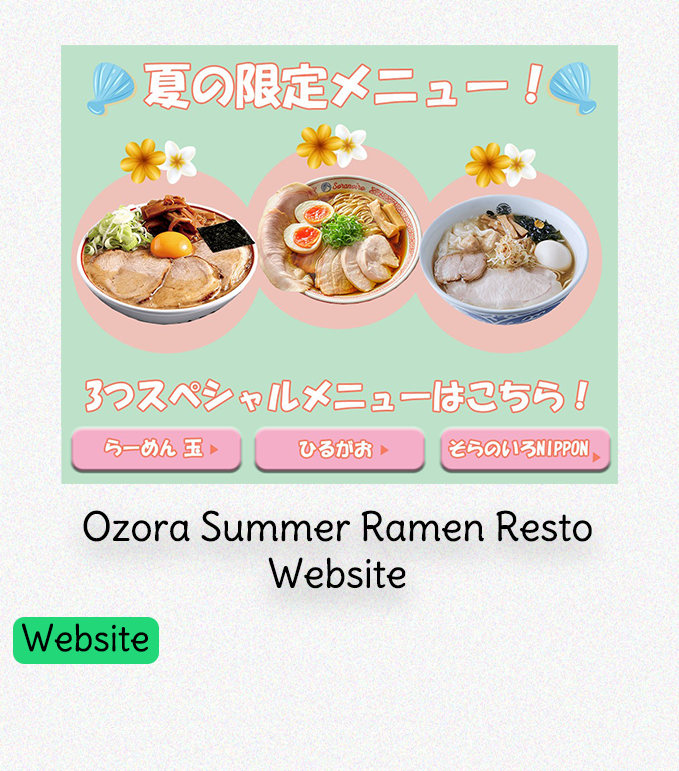 夏の限定メニュー！
Soranoiro
3つスペシャルメニューはこちら！
らーめん 玉
ひるがお
そらのいろNIPPON
Ozora Summer Ramen Resto
Website
Website